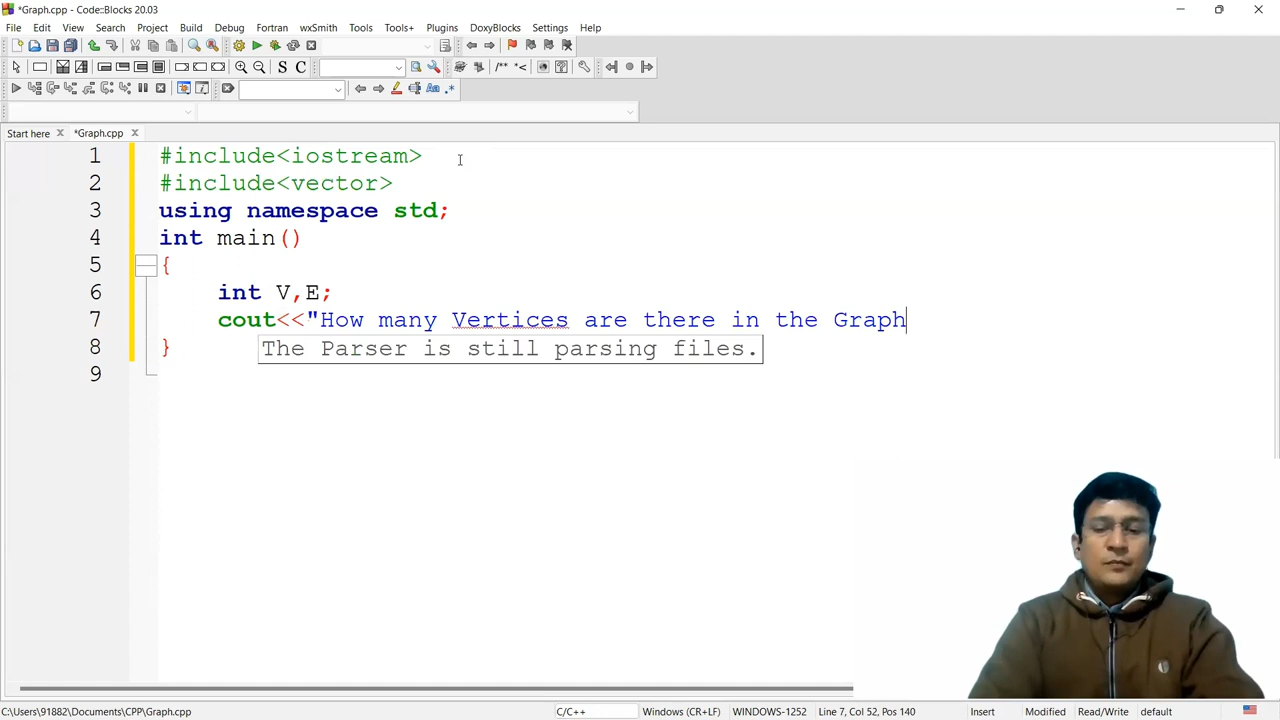 *Graph.cpp - Code::Blocks 20.03
File Edit View Search Project Build Debug Fortran wxSmith Tools Tools+ Plugins DoxyBlocks Settings Help
S C /** *<
Aa .*
Start here *Graph.cpp
1 #include<iostream>
2 #include<vector>
3 using namespace std;
4 int main()
5 {
6 int V,E;
7 cout<<"How many Vertices are there in the Graph
8 }
The Parser is still parsing files.
9
C:\Users\91882\Documents\CPP\Graph.cpp C/C++ Windows (CR+LF) WINDOWS-1252 Line 7, Col 52, Pos 140 Insert Modified Read/Write default